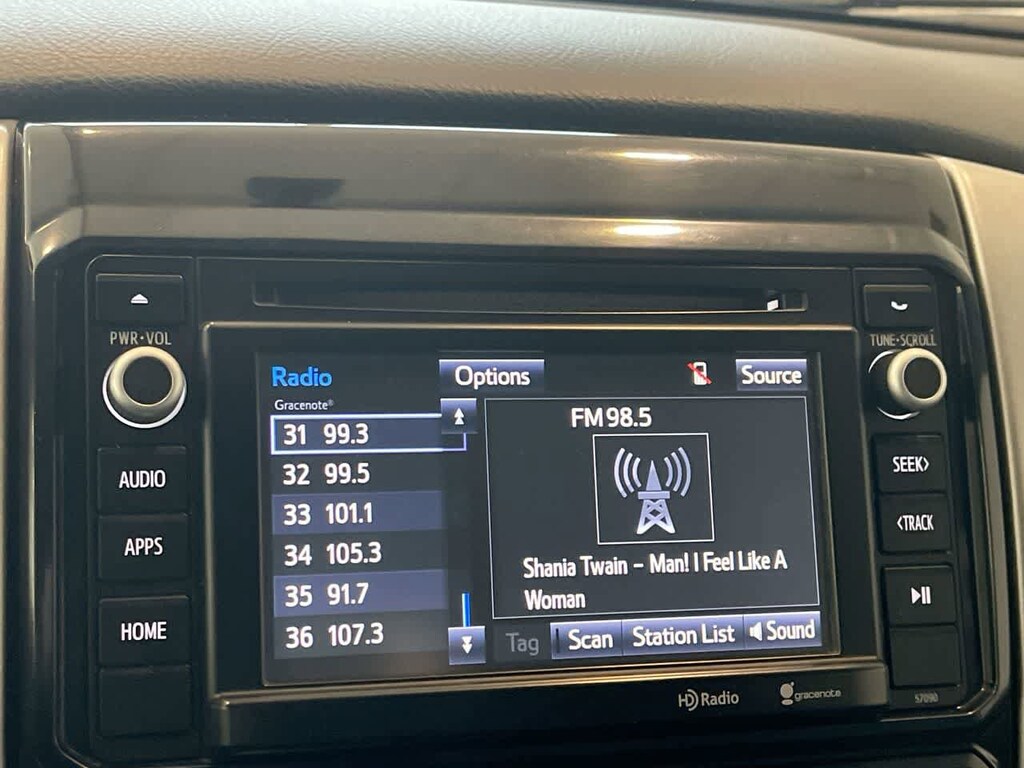 PWR•VOL
TUNE•SCROLL
AUDIO
APPS
HOME
Radio
Options
Source
Gracenote®
31 99.3
32 99.5
33 101.1
34 105.3
35 91.7
36 107.3
FM 98.5
Shania Twain – Man! I Feel Like A
Woman
Tag
Scan
Station List
Sound
SEEK>
<TRACK
HD Radio
gracenote
57090